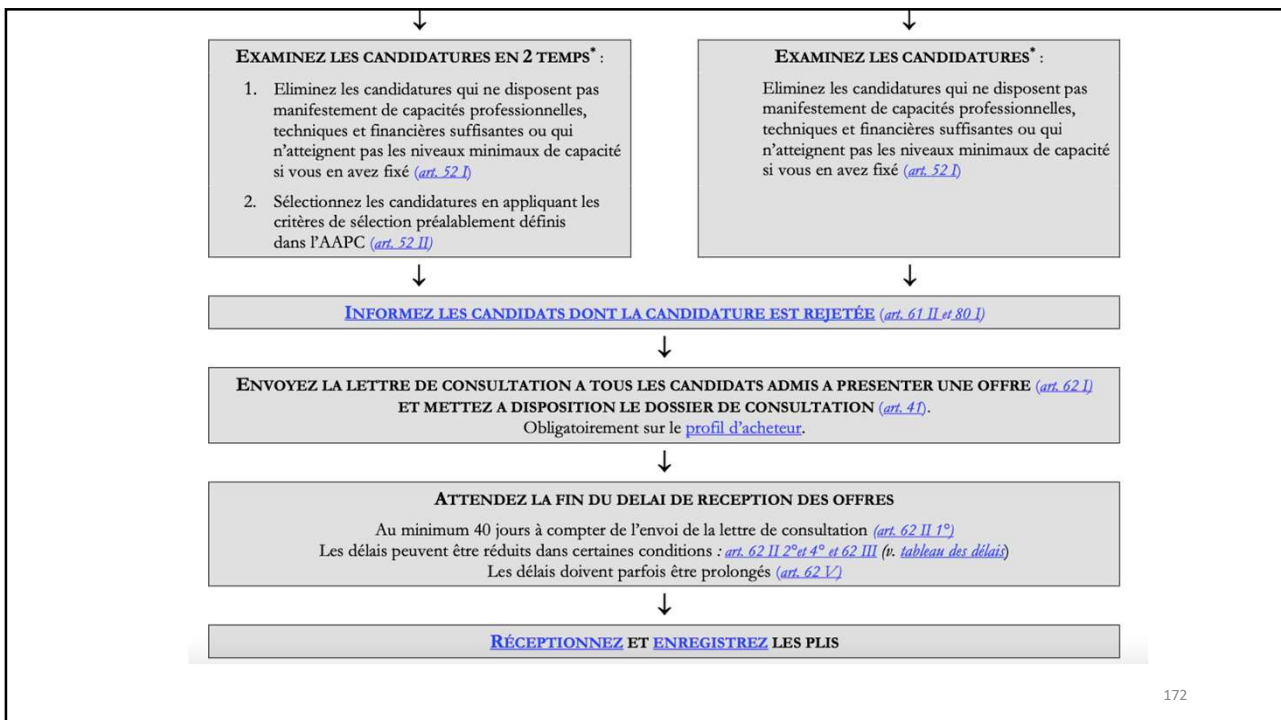 EXAMINEZ LES CANDIDATURES EN 2 TEMPS* :
1. Eliminez les candidatures qui ne disposent pas
manifestement de capacités professionnelles,
techniques et financières suffisantes ou qui
n'atteignent pas les niveaux minimaux de capacité
si vous en avez fixé (art. 52 I)
2. Sélectionnez les candidatures en appliquant les
critères de sélection préalablement définis
dans l'AAPC (art. 52 II)
EXAMINEZ LES CANDIDATURES* :
Eliminez les candidatures qui ne disposent pas
manifestement de capacités professionnelles,
techniques et financières suffisantes ou qui
n'atteignent pas les niveaux minimaux de capacité
si vous en avez fixé (art. 52 I)
INFORMEZ LES CANDIDATS DONT LA CANDIDATURE EST REJETÉE (art. 61 II et 80 I)
ENVOYEZ LA LETTRE DE CONSULTATION A TOUS LES CANDIDATS ADMIS A PRESENTER UNE OFFRE (art. 62 I)
ET METTEZ A DISPOSITION LE DOSSIER DE CONSULTATION (art. 41).
Obligatoirement sur le profil d'acheteur.
ATTENDEZ LA FIN DU DELAI DE RECEPTION DES OFFRES
Au minimum 40 jours à compter de l'envoi de la lettre de consultation (art. 62 II 1°)
Les délais peuvent être réduits dans certaines conditions : art. 62 II 2°et 4° et 62 III (v. tableau des délais)
Les délais doivent parfois être prolongés (art. 62 V)
RÉCEPTIONNEZ ET ENREGISTREZ LES PLIS
172